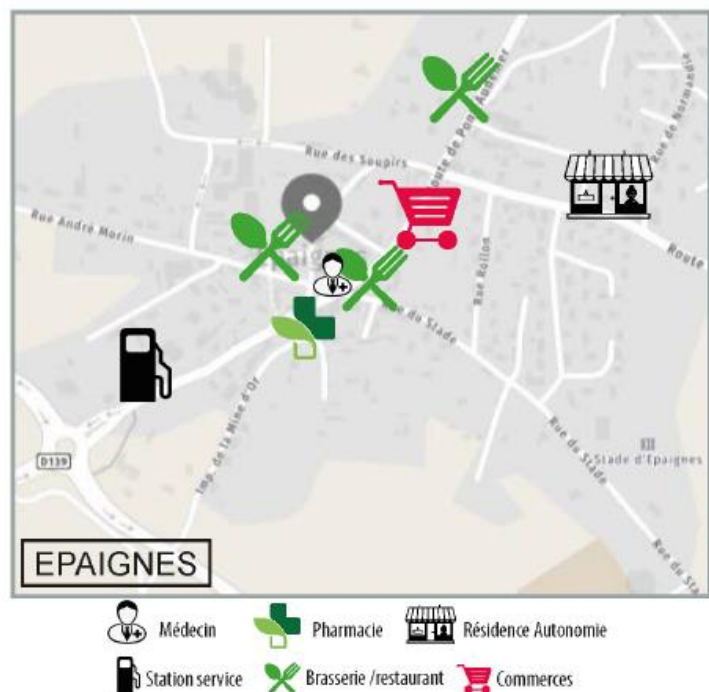 Route de Pont-Audemer
Rue de Normandie
Rue des Soupirs
Rue André Morin
Epaignes
Route
Rue Rollon
Rue du Stade
Imp. de la Mine d'Or
Rue du Stade
Stade d'Epaignes
D139
Rue du Sta
EPAIGNES
Médecin
Pharmacie
Résidence Autonomie
Station service
Brasserie /restaurant
Commerces